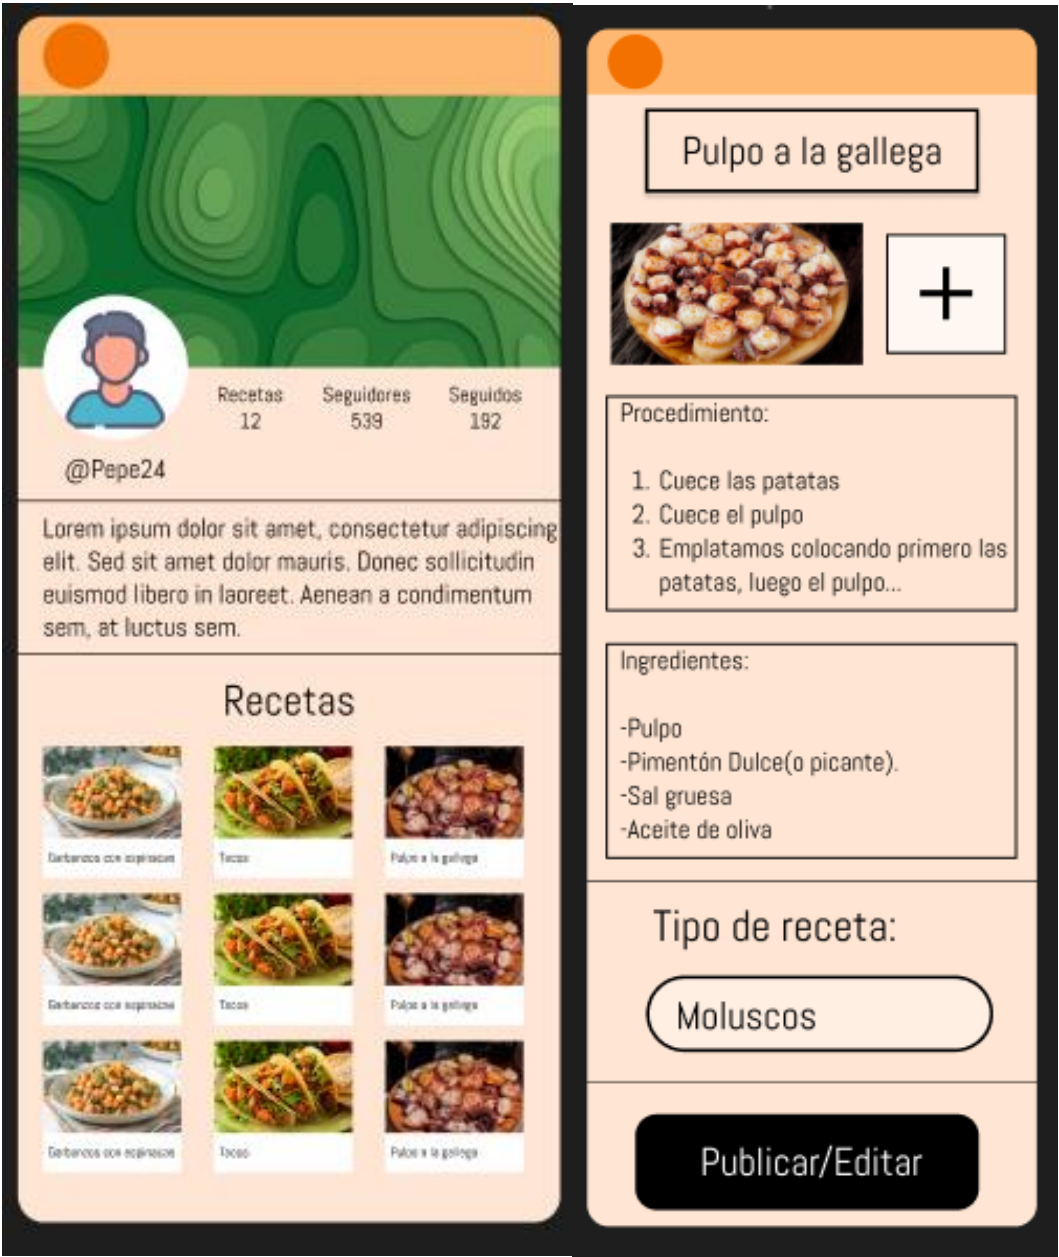 Recetas
12
Seguidores
539
Seguidos
192
@Pepe24
Lorem ipsum dolor sit amet, consectetur adipiscing
elit. Sed sit amet dolor mauris. Donec sollicitudin
euismod libero in laoreet. Aenean a condimentum
sem, at luctus sem.
Recetas
Garbanzos con espinacas
Tacos
Pulpo a la gallega
Garbanzos con espinacas
Tacos
Pulpo a la gallega
Garbanzos con espinacas
Tacos
Pulpo a la gallega
Pulpo a la gallega
+
Procedimiento:
1. Cuece las patatas
2. Cuece el pulpo
3. Emplatamos colocando primero las
patatas, luego el pulpo...
Ingredientes:
-Pulpo
-Pimentón Dulce(o picante).
-Sal gruesa
-Aceite de oliva
Tipo de receta:
Moluscos
Publicar/Editar